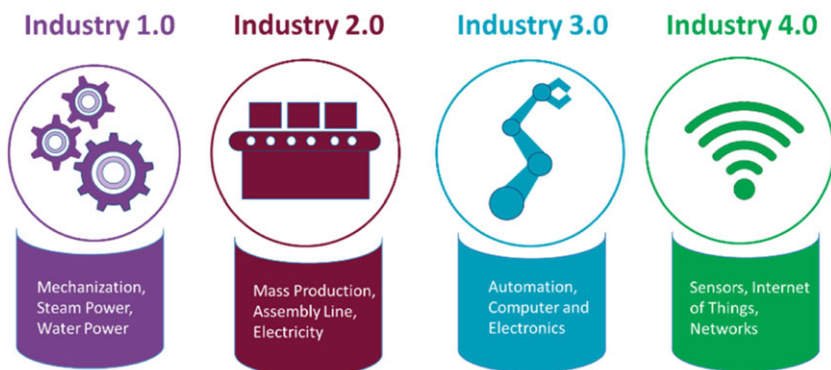 Industry 1.0
Industry 2.0
Industry 3.0
Industry 4.0
Mechanization,
Steam Power,
Water Power
Mass Production,
Assembly Line,
Electricity
Automation,
Computer and
Electronics
Sensors, Internet
of Things,
Networks